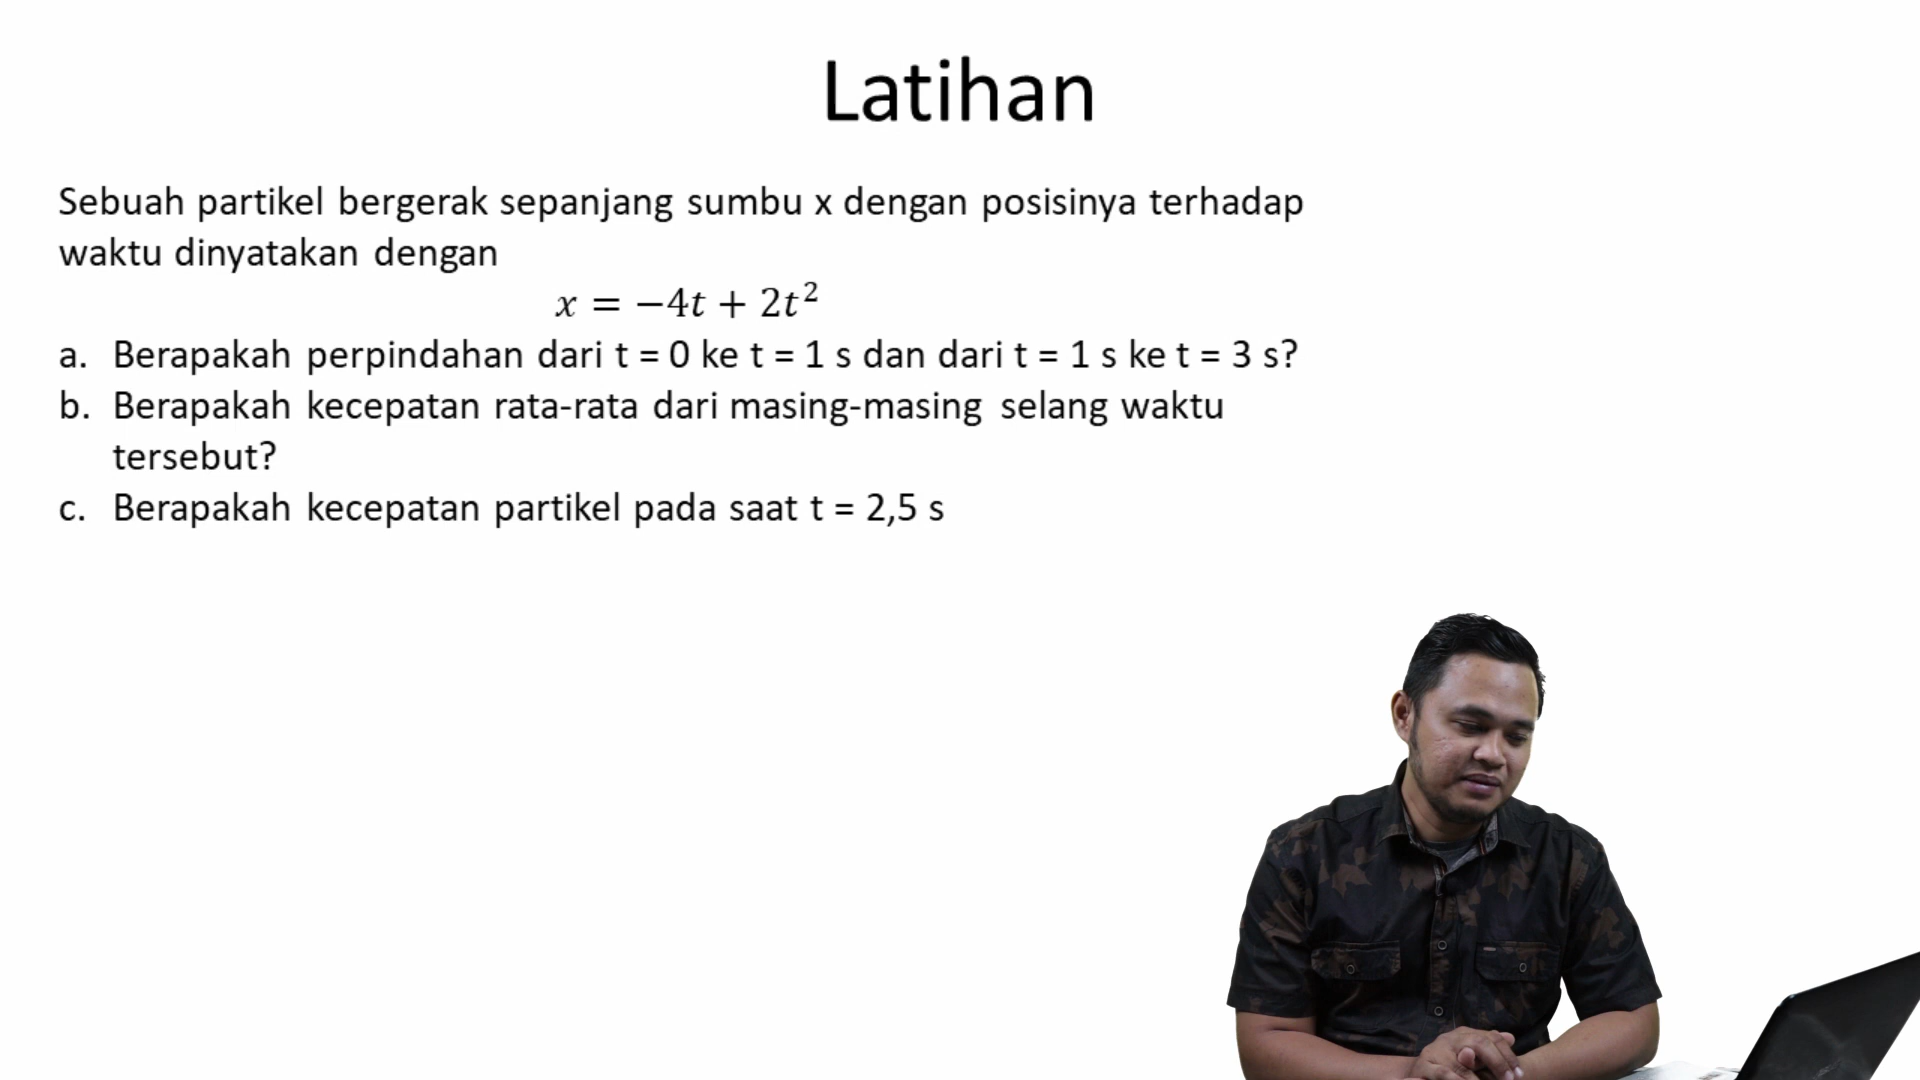 Latihan
Sebuah partikel bergerak sepanjang sumbu x dengan posisinya terhadap
waktu dinyatakan dengan
x = −4t + 2t²
a. Berapakah perpindahan dari t = 0 ke t = 1 s dan dari t = 1 s ke t = 3 s?
b. Berapakah kecepatan rata-rata dari masing-masing selang waktu
tersebut?
c. Berapakah kecepatan partikel pada saat t = 2,5 s